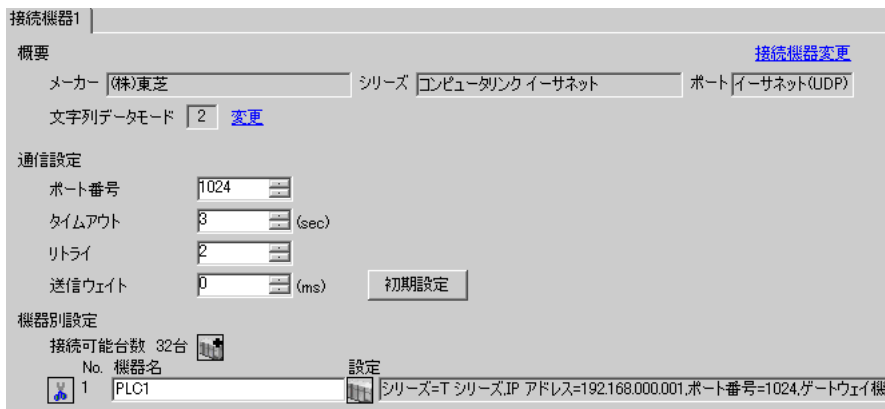 接続機器1
概要 接続機器変更
メーカー (株)東芝 シリーズ コンピュータリンク イーサネット ポート イーサネット(UDP)
文字列データモード 2 変更
通信設定
ポート番号 1024
タイムアウト 3 (sec)
リトライ 2
送信ウェイト 0 (ms) 初期設定
機器別設定
接続可能台数 32台
No. 機器名 設定
1 PLC1 シリーズ=T シリーズ,IP アドレス=192.168.000.001,ポート番号=1024,ゲートウェイ機